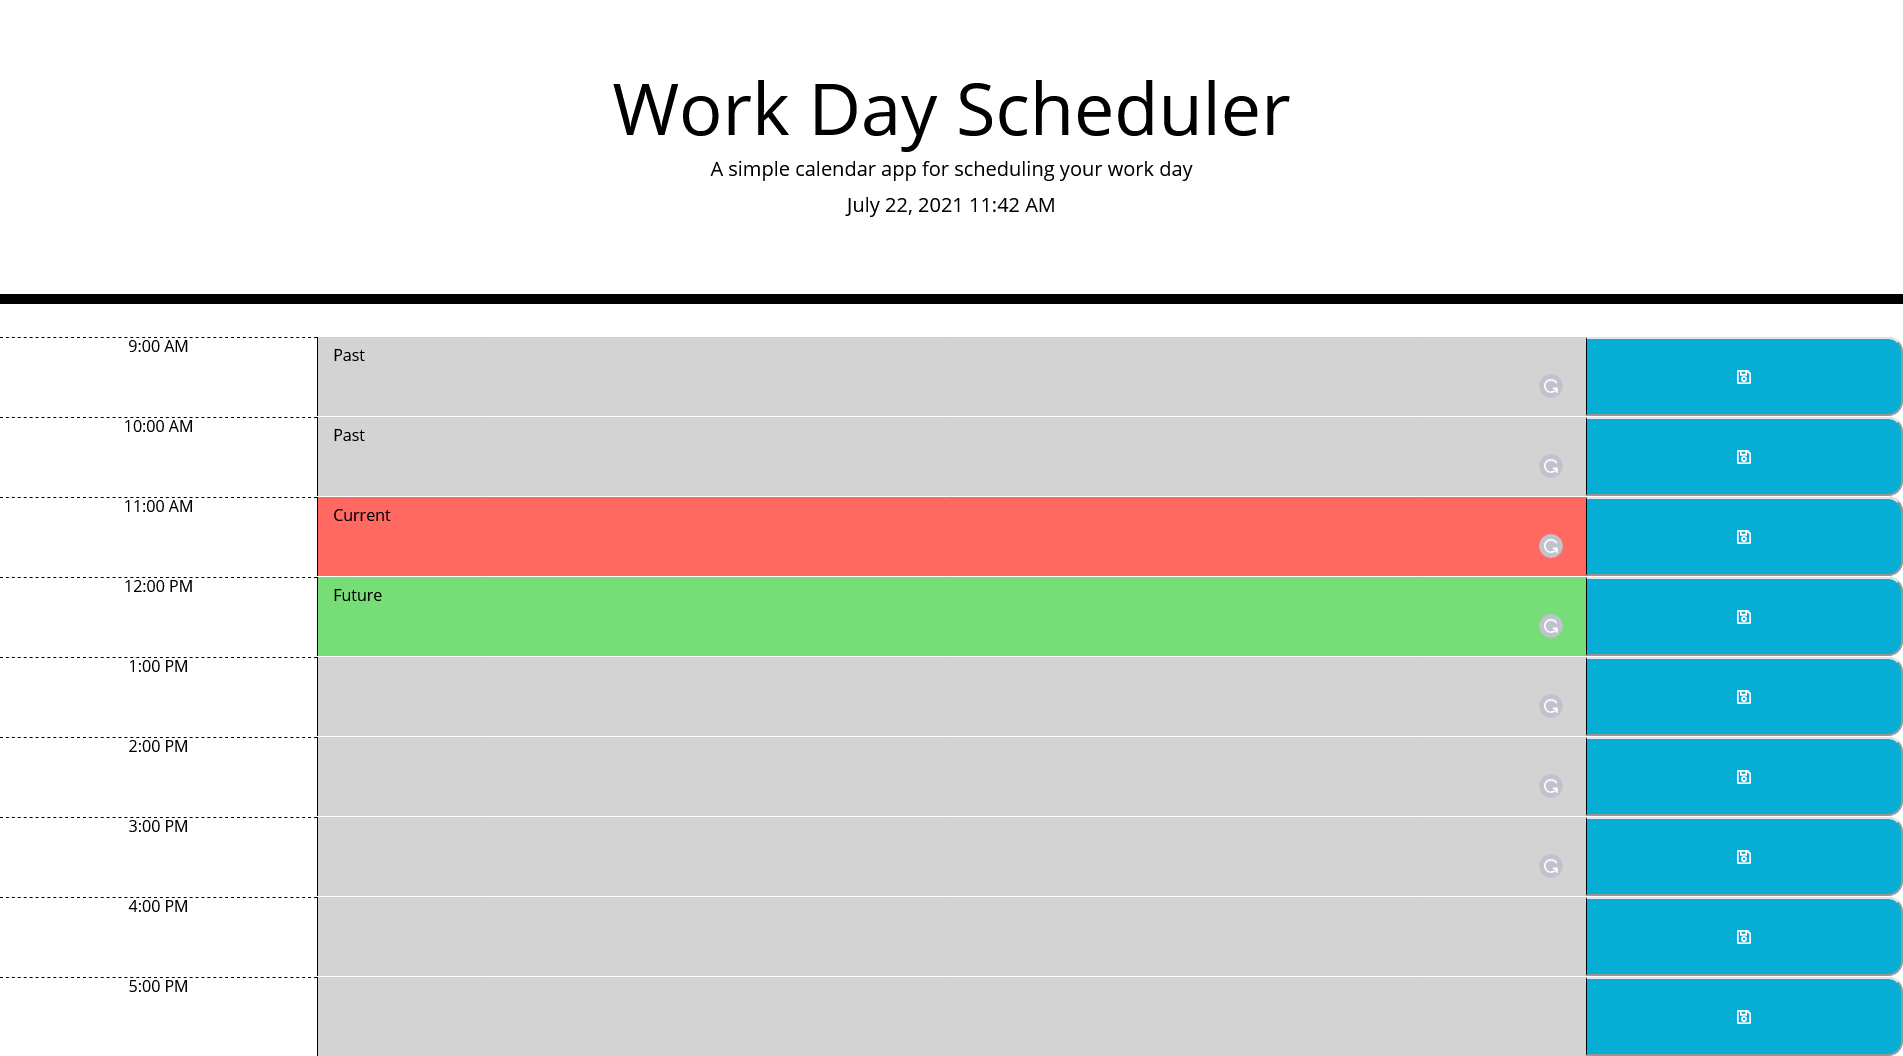 Work Day Scheduler
A simple calendar app for scheduling your work day
July 22, 2021 11:42 AM
9:00 AM
Past
10:00 AM
Past
11:00 AM
Current
12:00 PM
Future
1:00 PM
2:00 PM
3:00 PM
4:00 PM
5:00 PM